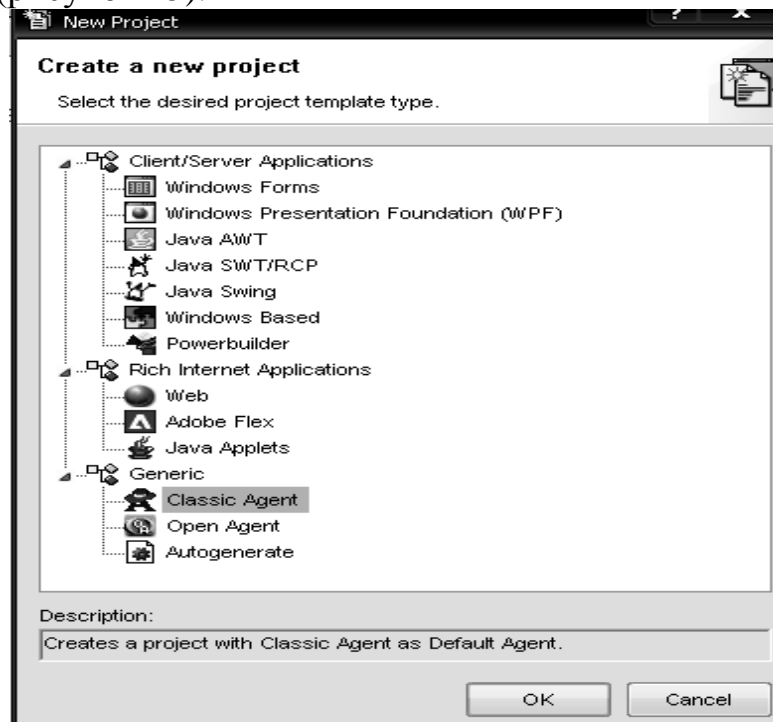 New Project
? x
Create a new project
Select the desired project template type.
Client/Server Applications
Windows Forms
Windows Presentation Foundation (WPF)
Java AWT
Java SWT/RCP
Java Swing
Windows Based
Powerbuilder
Rich Internet Applications
Web
Adobe Flex
Java Applets
Generic
Classic Agent
Open Agent
Autogenerate
Description:
Creates a project with Classic Agent as Default Agent.
OK
Cancel